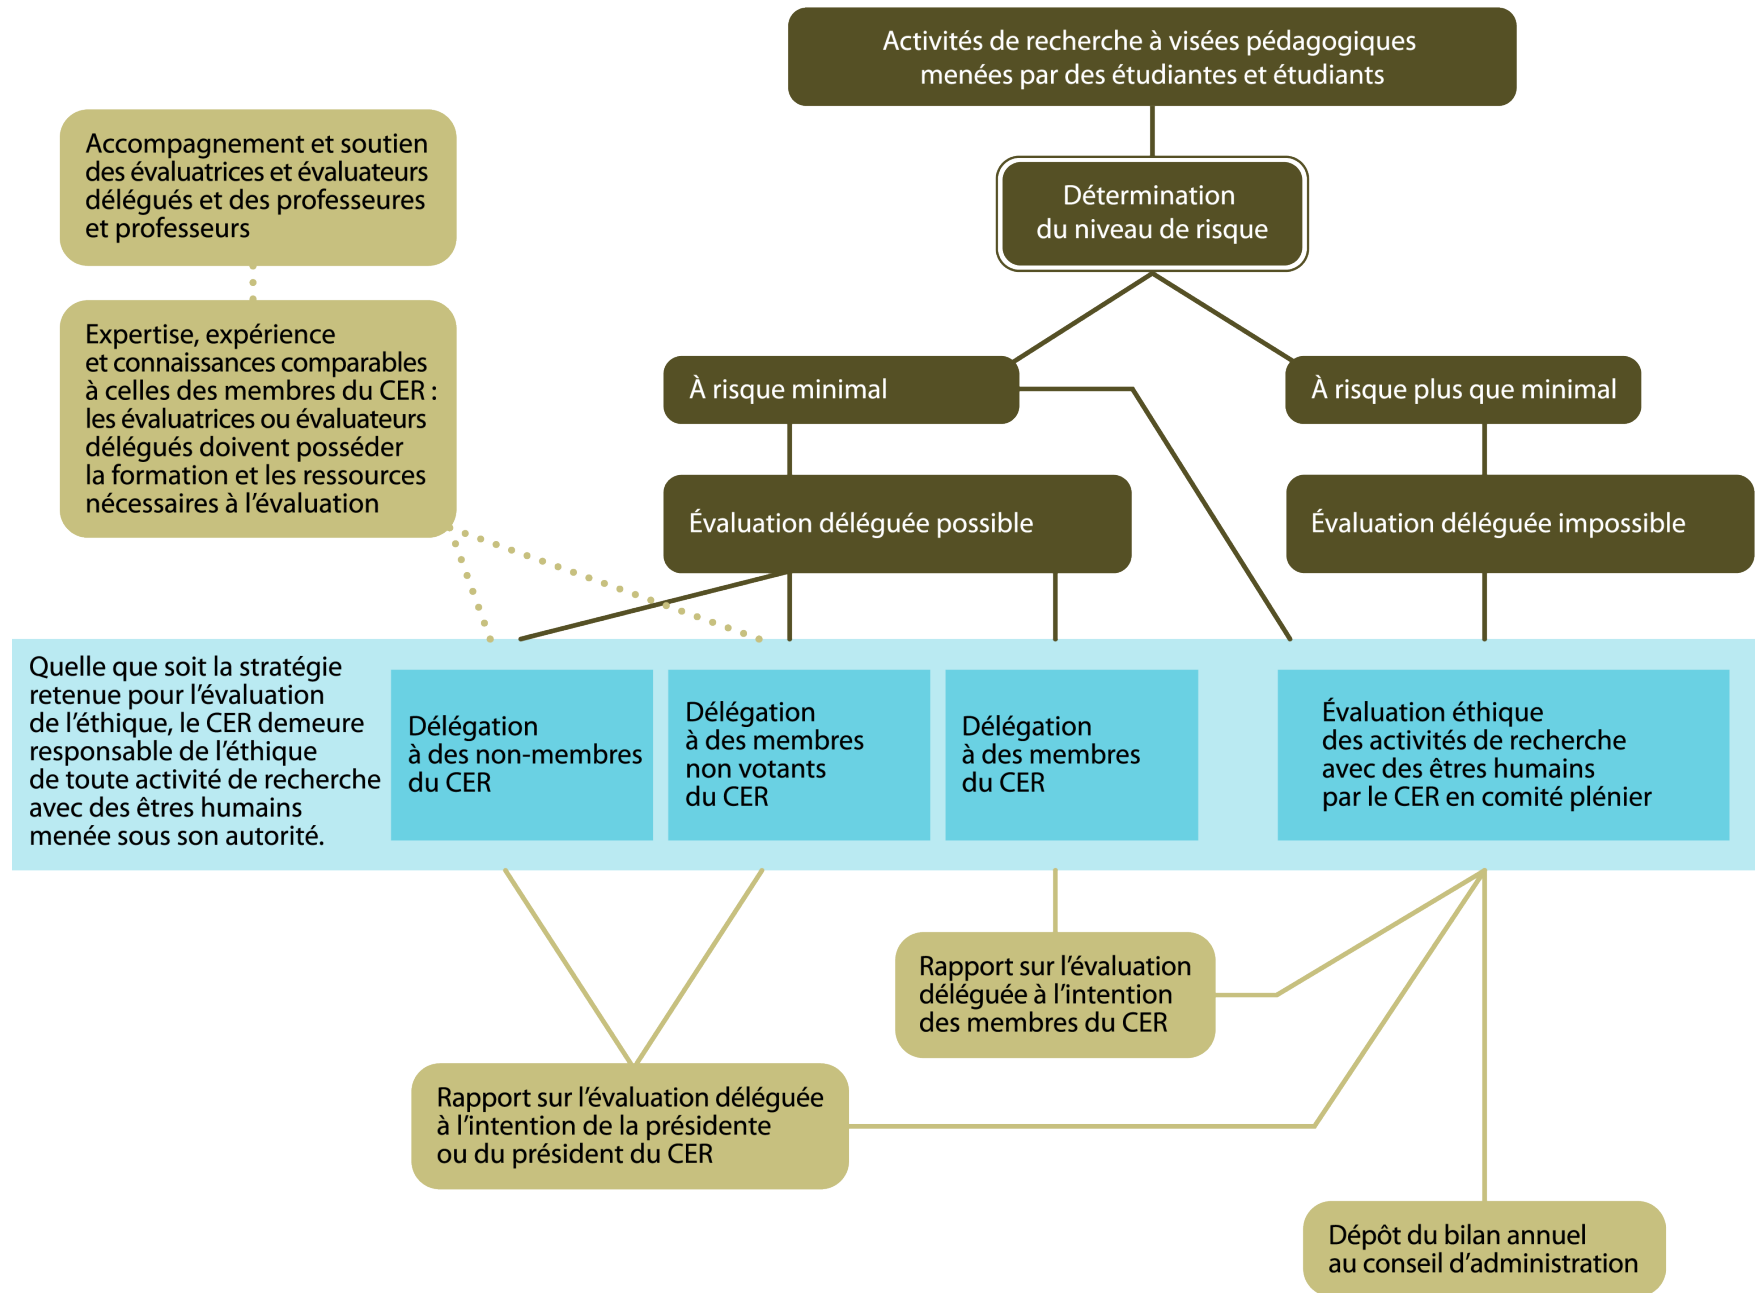 Activités de recherche à visées pédagogiques
menées par des étudiantes et étudiants
Accompagnement et soutien
des évaluatrices et évaluateurs
délégués et des professeures
et professeurs
Détermination
du niveau de risque
Expertise, expérience
et connaissances comparables
à celles des membres du CER :
les évaluatrices ou évaluateurs
délégués doivent posséder
la formation et les ressources
nécessaires à l’évaluation
À risque minimal
À risque plus que minimal
Évaluation déléguée possible
Évaluation déléguée impossible
Quelle que soit la stratégie
retenue pour l’évaluation
de l’éthique, le CER demeure
responsable de l’éthique
de toute activité de recherche
avec des êtres humains
menée sous son autorité.
Délégation
à des non-membres
du CER
Délégation
à des membres
non votants
du CER
Délégation
à des membres
du CER
Évaluation éthique
des activités de recherche
avec des êtres humains
par le CER en comité plénier
Rapport sur l’évaluation
déléguée à l’intention
des membres du CER
Rapport sur l’évaluation déléguée
à l’intention de la présidente
ou du président du CER
Dépôt du bilan annuel
au conseil d’administration